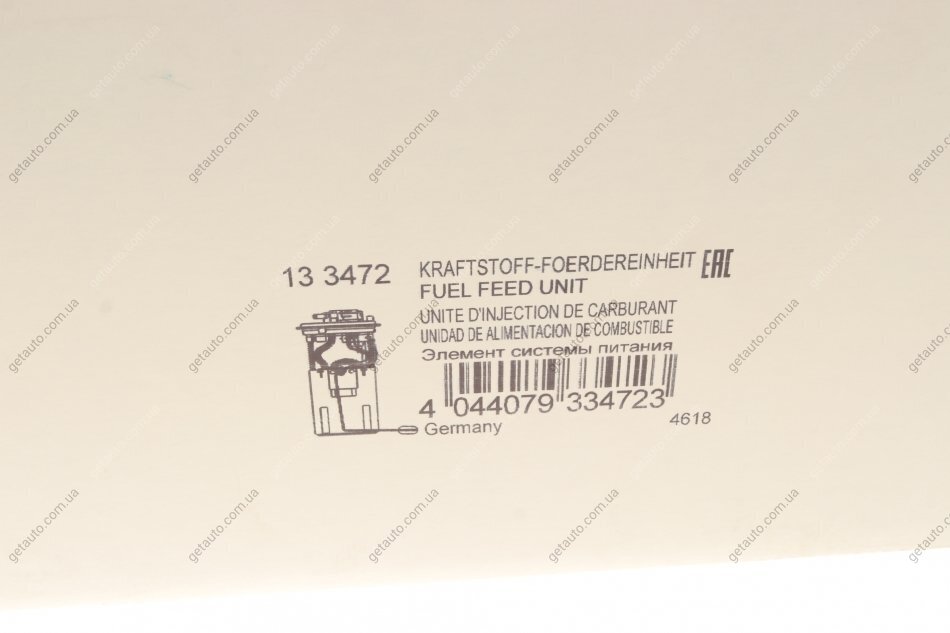 13 3472
KRAFTSTOFF-FOERDEREINHEIT EAC
FUEL FEED UNIT
UNITE D'INJECTION DE CARBURANT
UNIDAD DE ALIMENTACION DE COMBUSTIBLE
Элемент системы питания
4 044079 334723
Germany
4618
getauto.com.ua